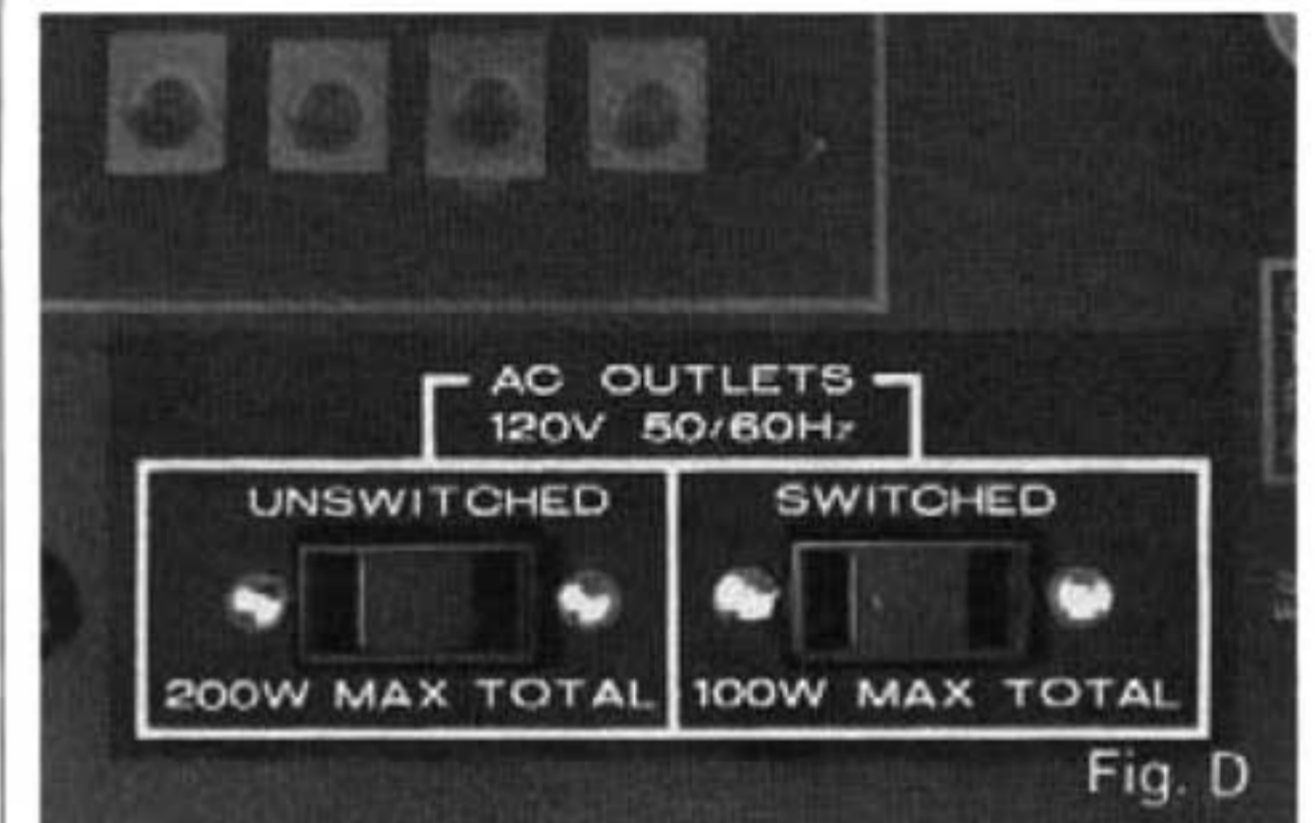 AC OUTLETS
120V 50/60Hz
UNSWITCHED
SWITCHED
200W MAX TOTAL
100W MAX TOTAL
Fig. D